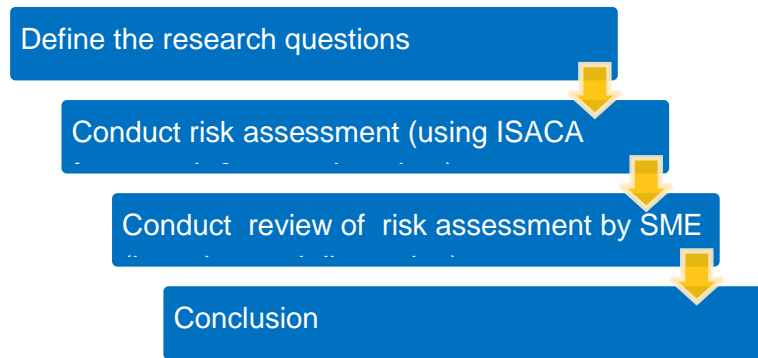 Define the research questions
Conduct risk assessment (using ISACA
Conduct review of risk assessment by SME
Conclusion